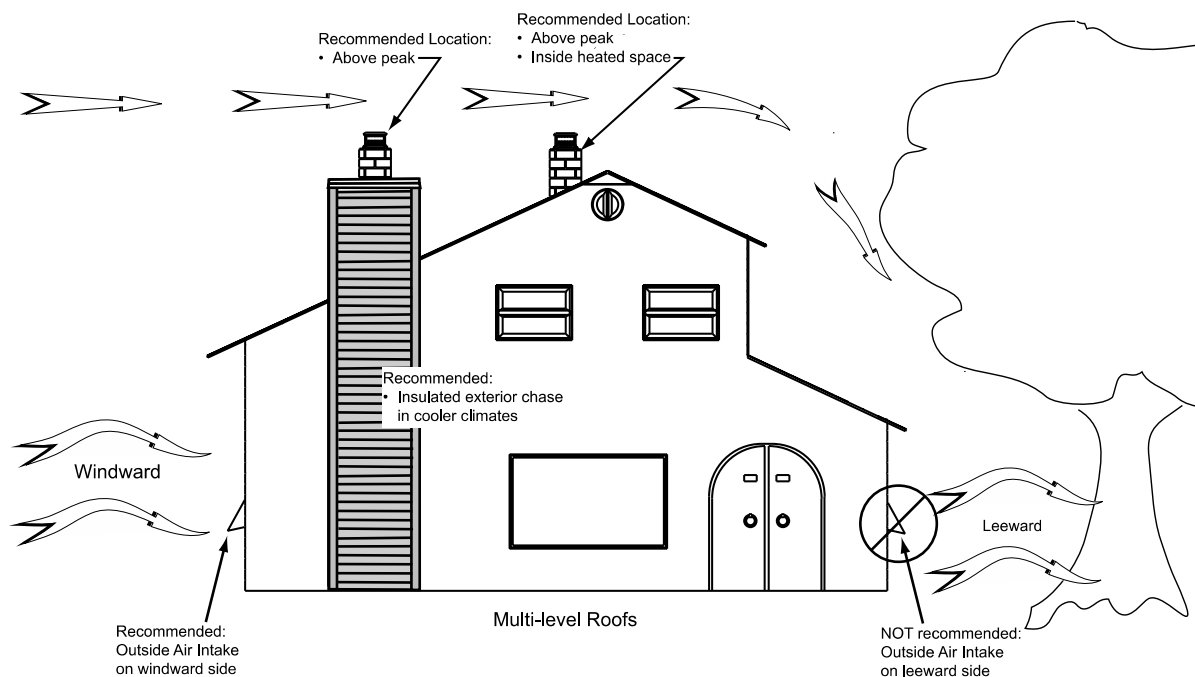 Recommended Location:
• Above peak
Recommended Location:
• Above peak
• Inside heated space
Recommended:
• Insulated exterior chase
in cooler climates
Windward
Leeward
Recommended:
Outside Air Intake
on windward side
Multi-level Roofs
NOT recommended:
Outside Air Intake
on leeward side